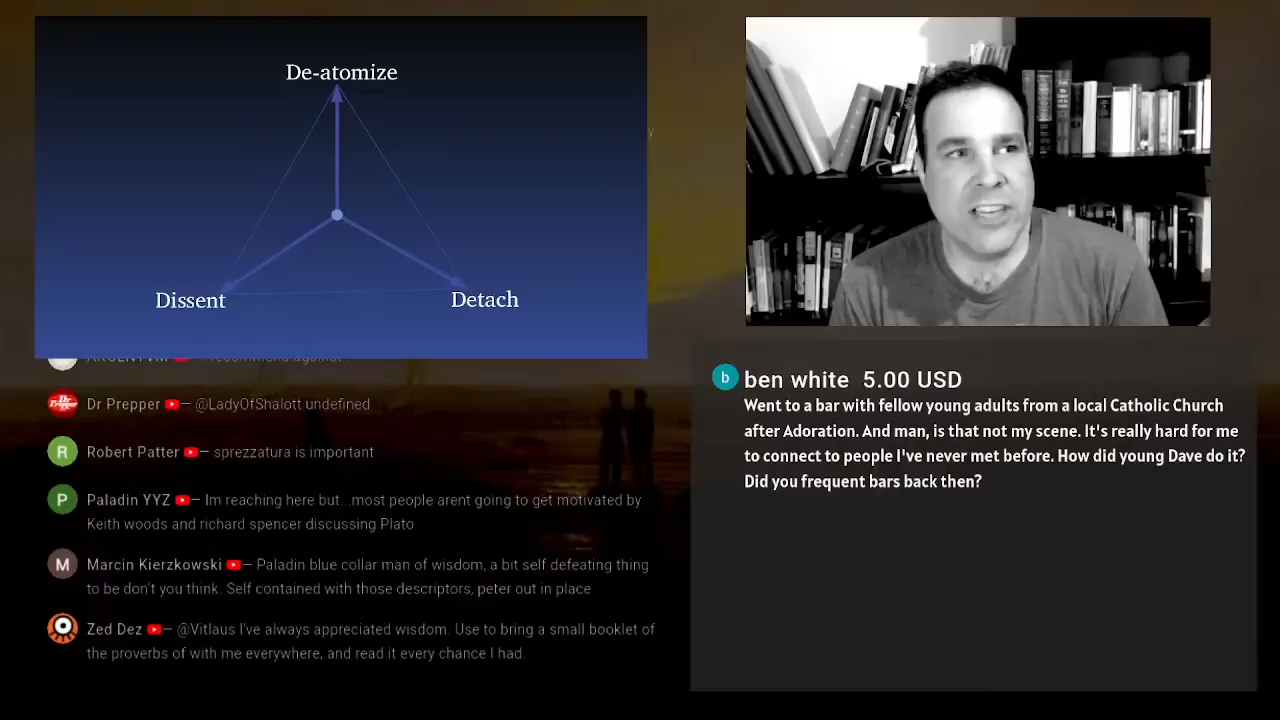 De-atomize
Dissent
Detach
y
Dr Prepper — @LadyOfShalott undefined
R
Robert Patter — sprezzatura is important
P
Paladin YYZ — Im reaching here but...most people arent going to get motivated by
Keith woods and richard spencer discussing Plato
M
Marcin Kierzkowski — Paladin blue collar man of wisdom, a bit self defeating thing
to be don't you think. Self contained with those descriptors, peter out in place
Zed Dez — @Vitlaus I've always appreciated wisdom. Use to bring a small booklet of
the proverbs of with me everywhere, and read it every chance I had.
b
ben white 5.00 USD
Went to a bar with fellow young adults from a local Catholic Church
after Adoration. And man, is that not my scene. It's really hard for me
to connect to people I've never met before. How did young Dave do it?
Did you frequent bars back then?